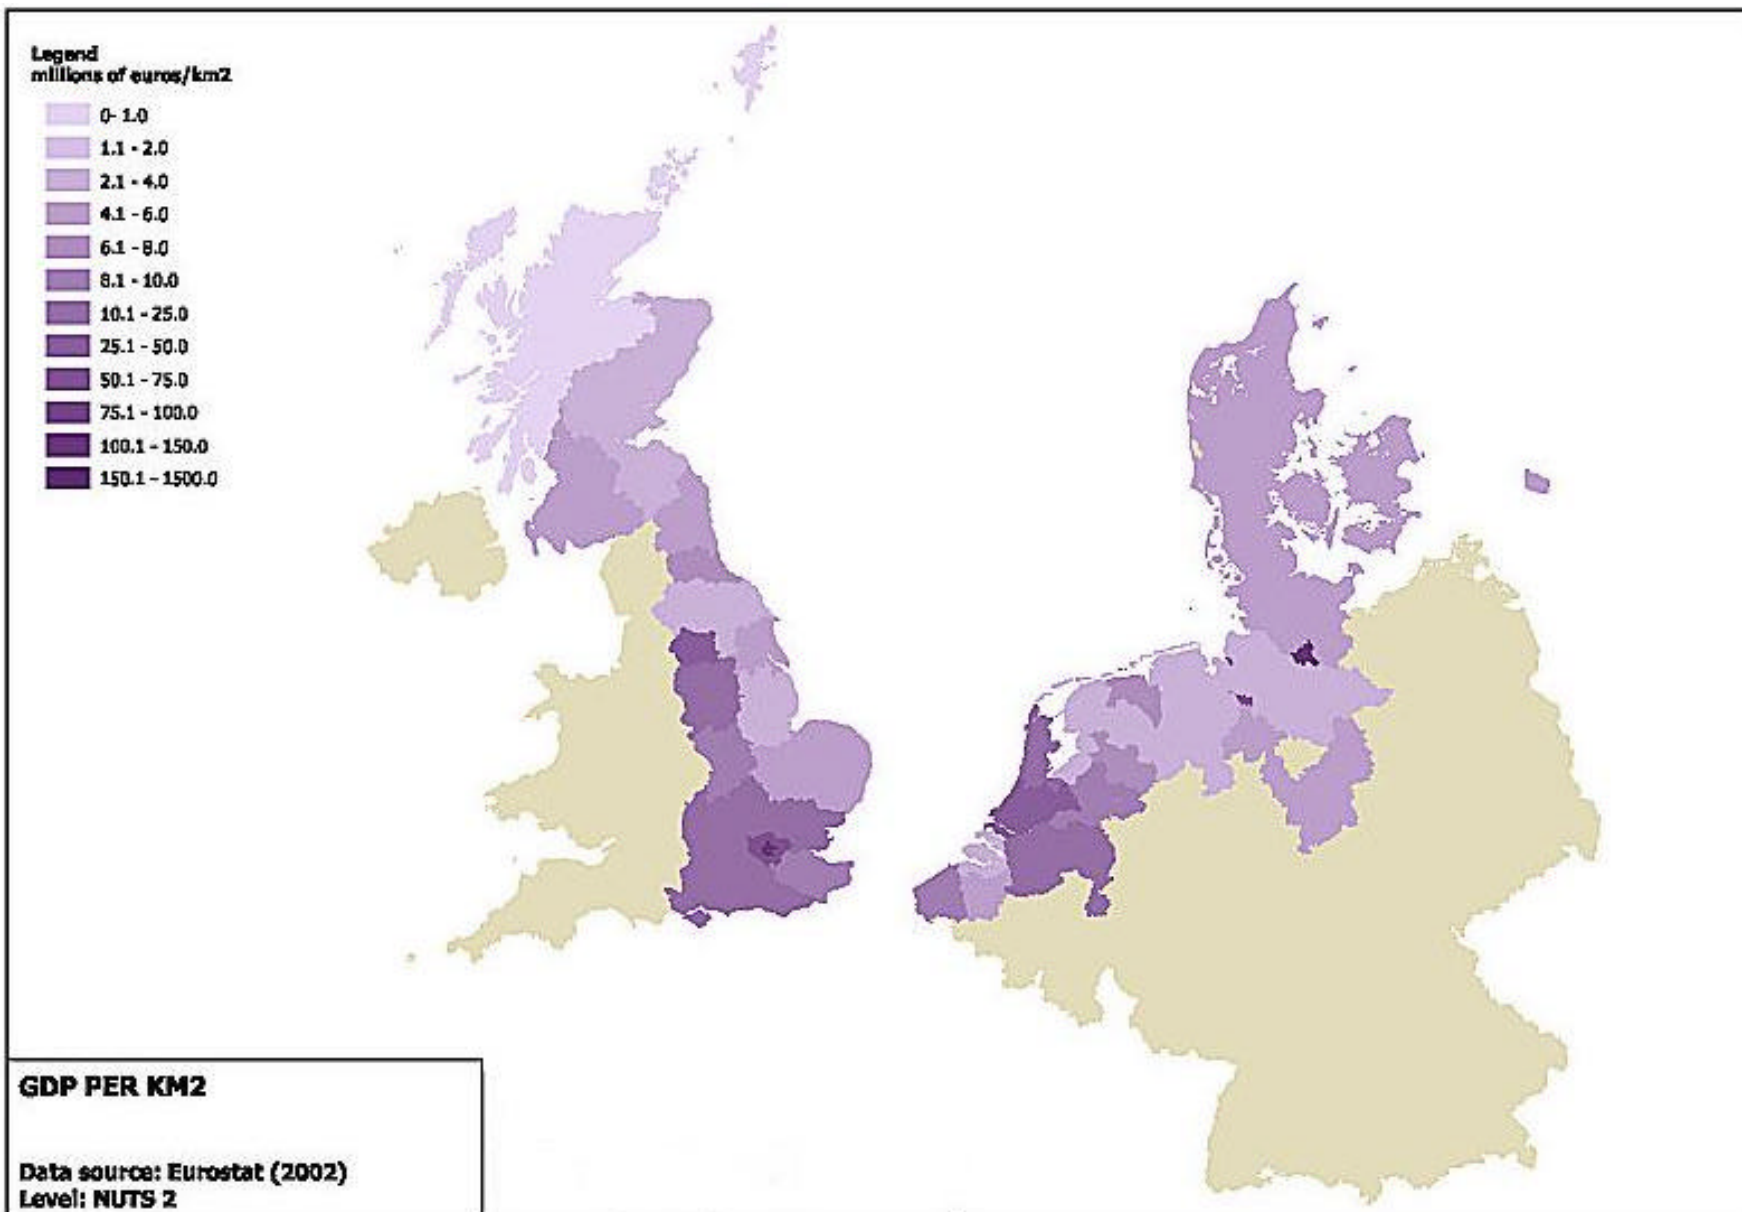 Legend
millions of euros/km2
0- 1.0
1.1 - 2.0
2.1 - 4.0
4.1 - 6.0
6.1 - 8.0
8.1 - 10.0
10.1 - 25.0
25.1 - 50.0
50.1 - 75.0
75.1 - 100.0
100.1 - 150.0
150.1 - 1500.0
GDP PER KM2
Data source: Eurostat (2002)
Level: NUTS 2